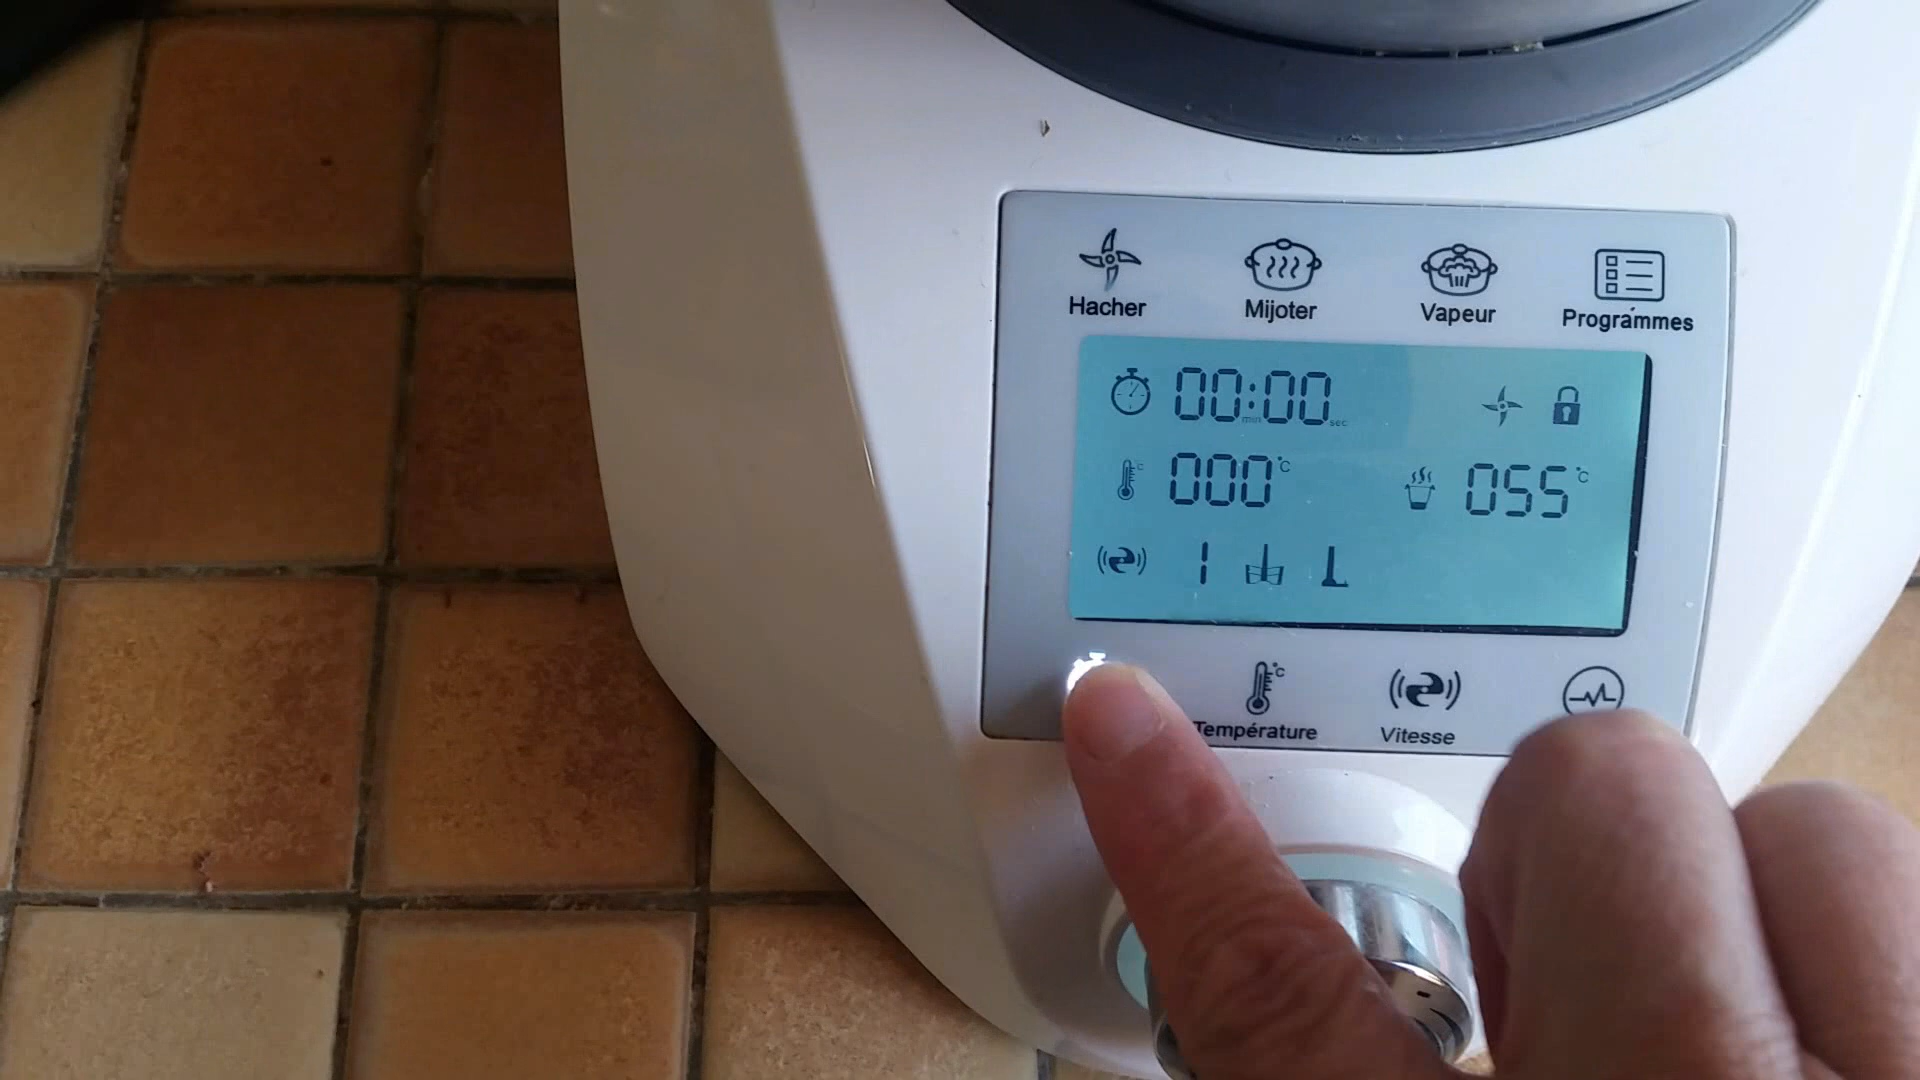 Hacher Mijoter Vapeur Programmes
00:00 min sec
000°C 055°C
1
°C Température Vitesse